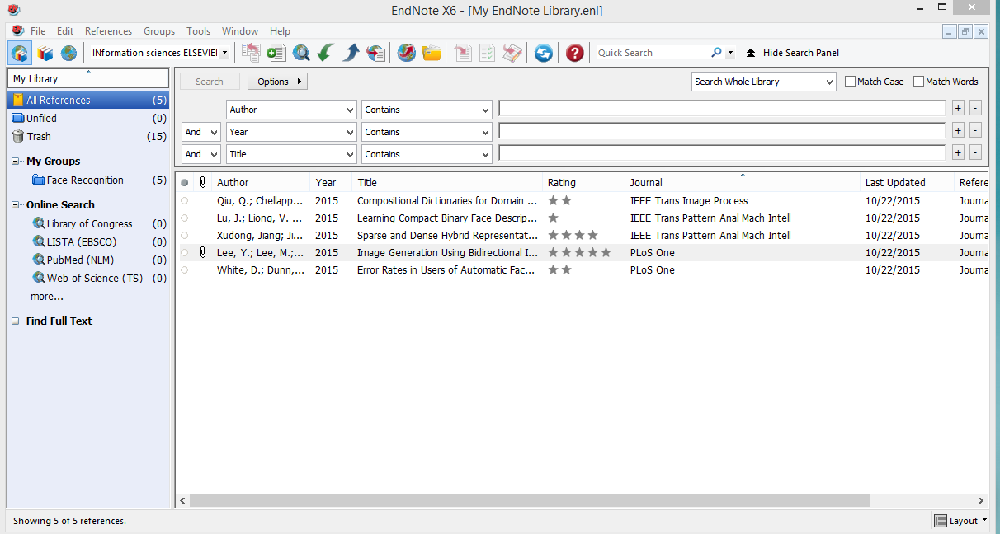 EndNote X6 - [My EndNote Library.enl]
File Edit References Groups Tools Window Help
INformation sciences ELSEVIEI Quick Search Hide Search Panel
My Library
All References (5)
Unfiled (0)
Trash (15)
My Groups
Face Recognition (5)
Online Search
Library of Congress (0)
LISTA (EBSCO) (0)
PubMed (NLM) (0)
Web of Science (TS) (0)
more...
Find Full Text
Search Options Search Whole Library Match Case Match Words
Author Contains + -
And Year Contains + -
And Title Contains + -
Author Year Title Rating Journal Last Updated Refere
Qiu, Q.; Chellapp... 2015 Compositional Dictionaries for Domain ... IEEE Trans Image Process 10/22/2015 Journa
Lu, J.; Liong, V. ... 2015 Learning Compact Binary Face Descrip... IEEE Trans Pattern Anal Mach Intell 10/22/2015 Journa
Xudong, Jiang; Ji... 2015 Sparse and Dense Hybrid Representat... IEEE Trans Pattern Anal Mach Intell 10/22/2015 Journa
Lee, Y.; Lee, M.;... 2015 Image Generation Using Bidirectional I... PLoS One 10/22/2015 Journa
White, D.; Dunn,... 2015 Error Rates in Users of Automatic Fac... PLoS One 10/22/2015 Journa
Showing 5 of 5 references. Layout